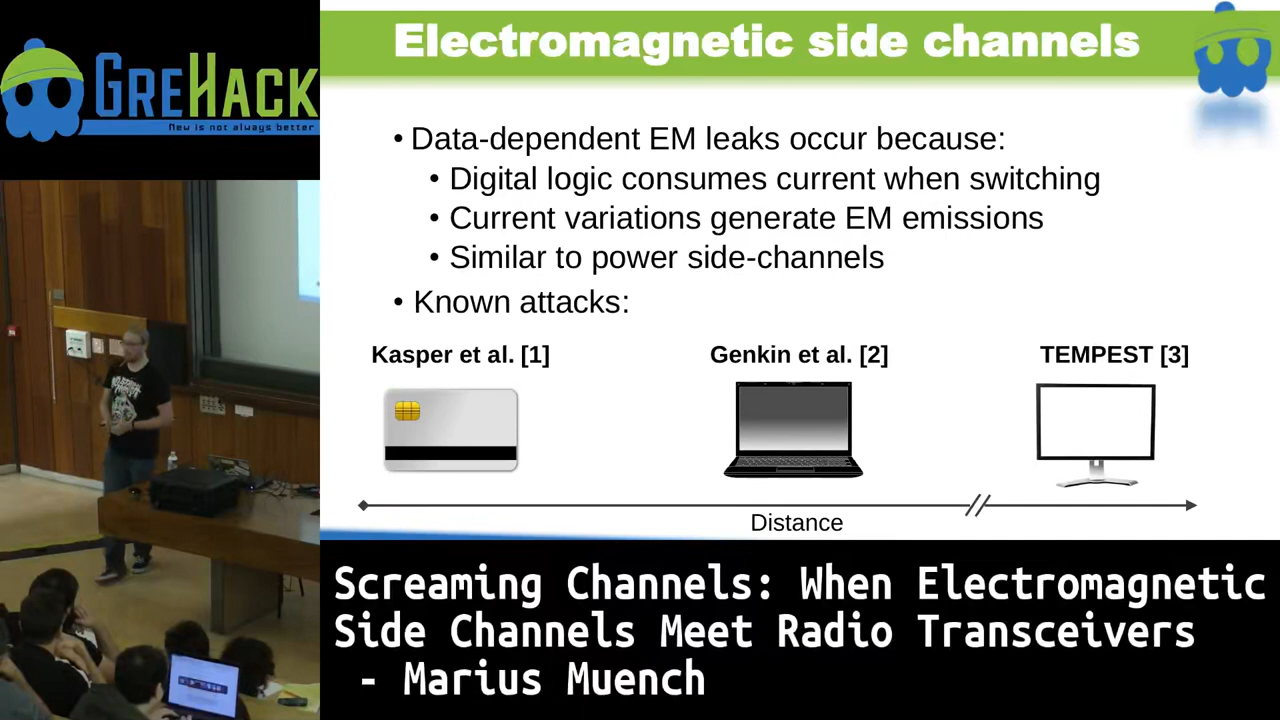 GREHACK
New is not always better
Electromagnetic side channels
• Data-dependent EM leaks occur because:
• Digital logic consumes current when switching
• Current variations generate EM emissions
• Similar to power side-channels
• Known attacks:
Kasper et al. [1]
Genkin et al. [2]
TEMPEST [3]
Distance
Screaming Channels: When Electromagnetic
Side Channels Meet Radio Transceivers
- Marius Muench